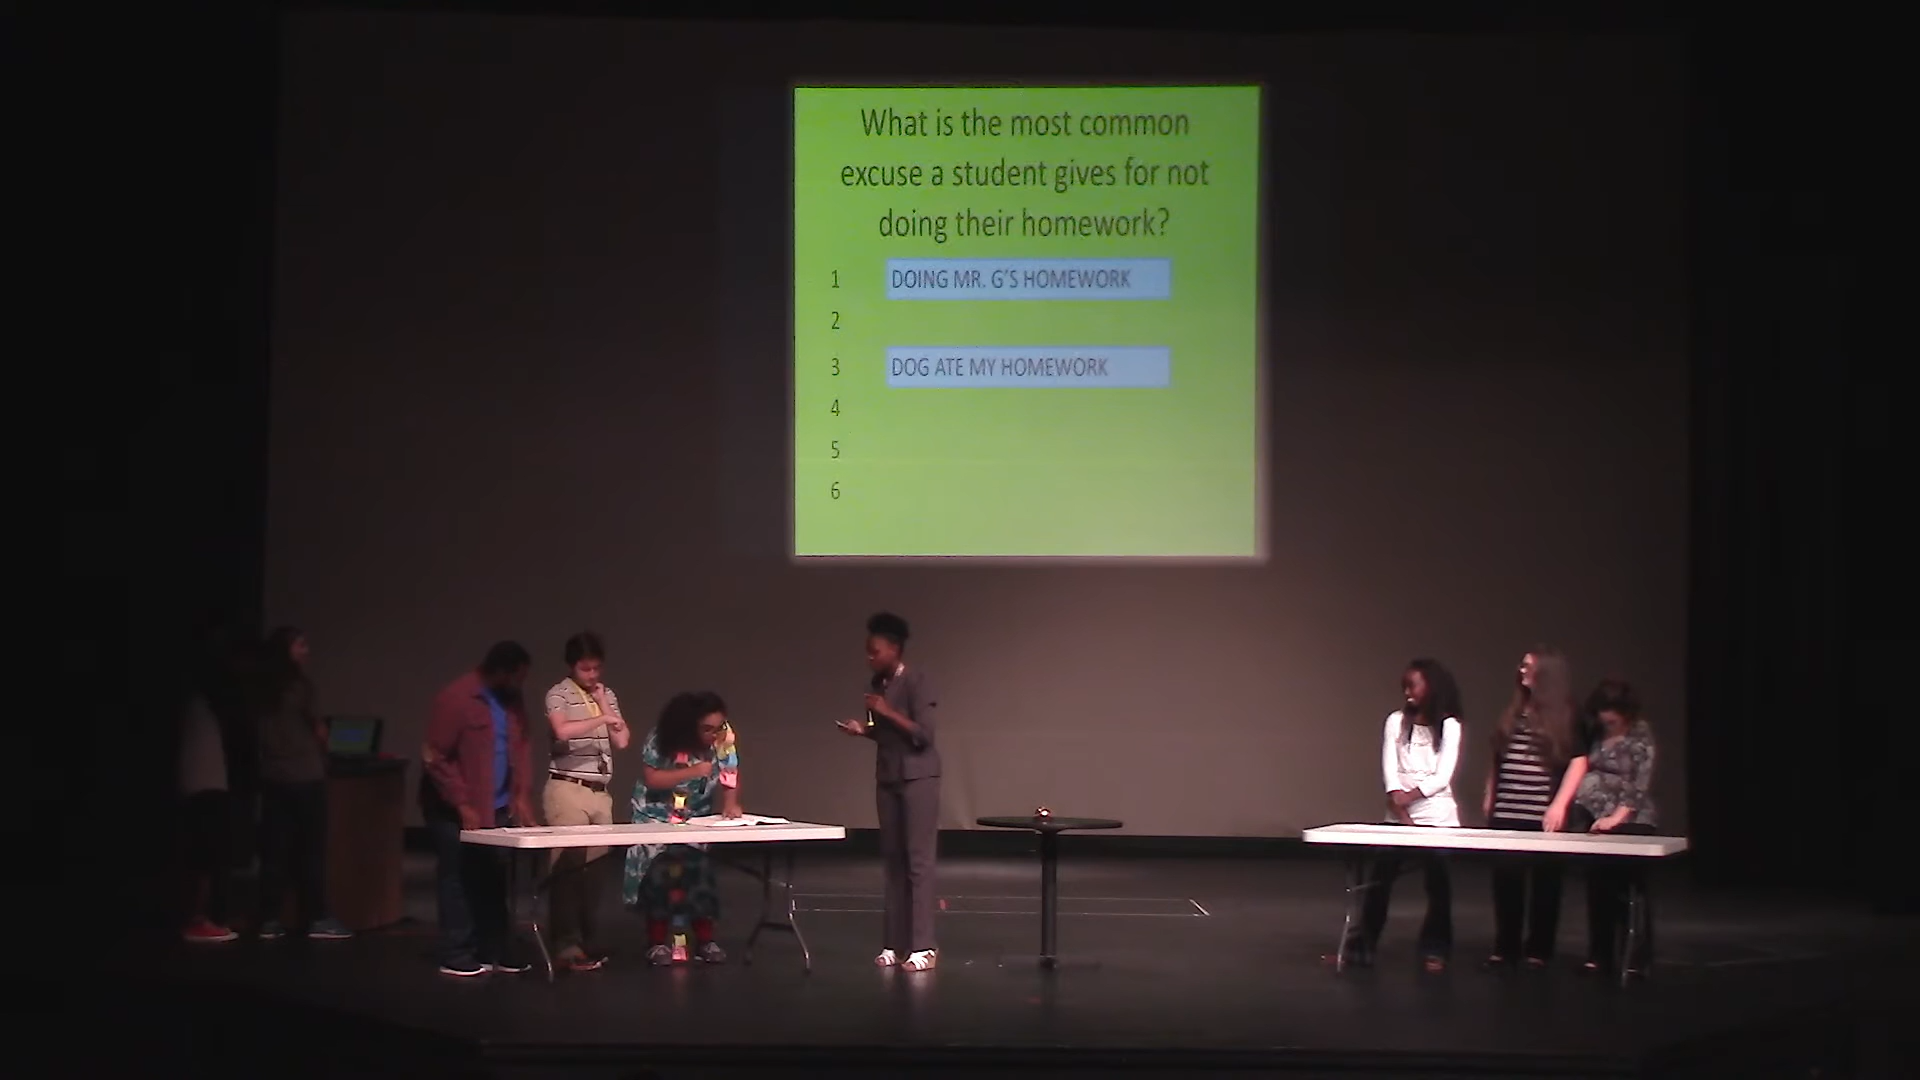 What is the most common
excuse a student gives for not
doing their homework?
1 DOING MR. G'S HOMEWORK
2
3 DOG ATE MY HOMEWORK
4
5
6